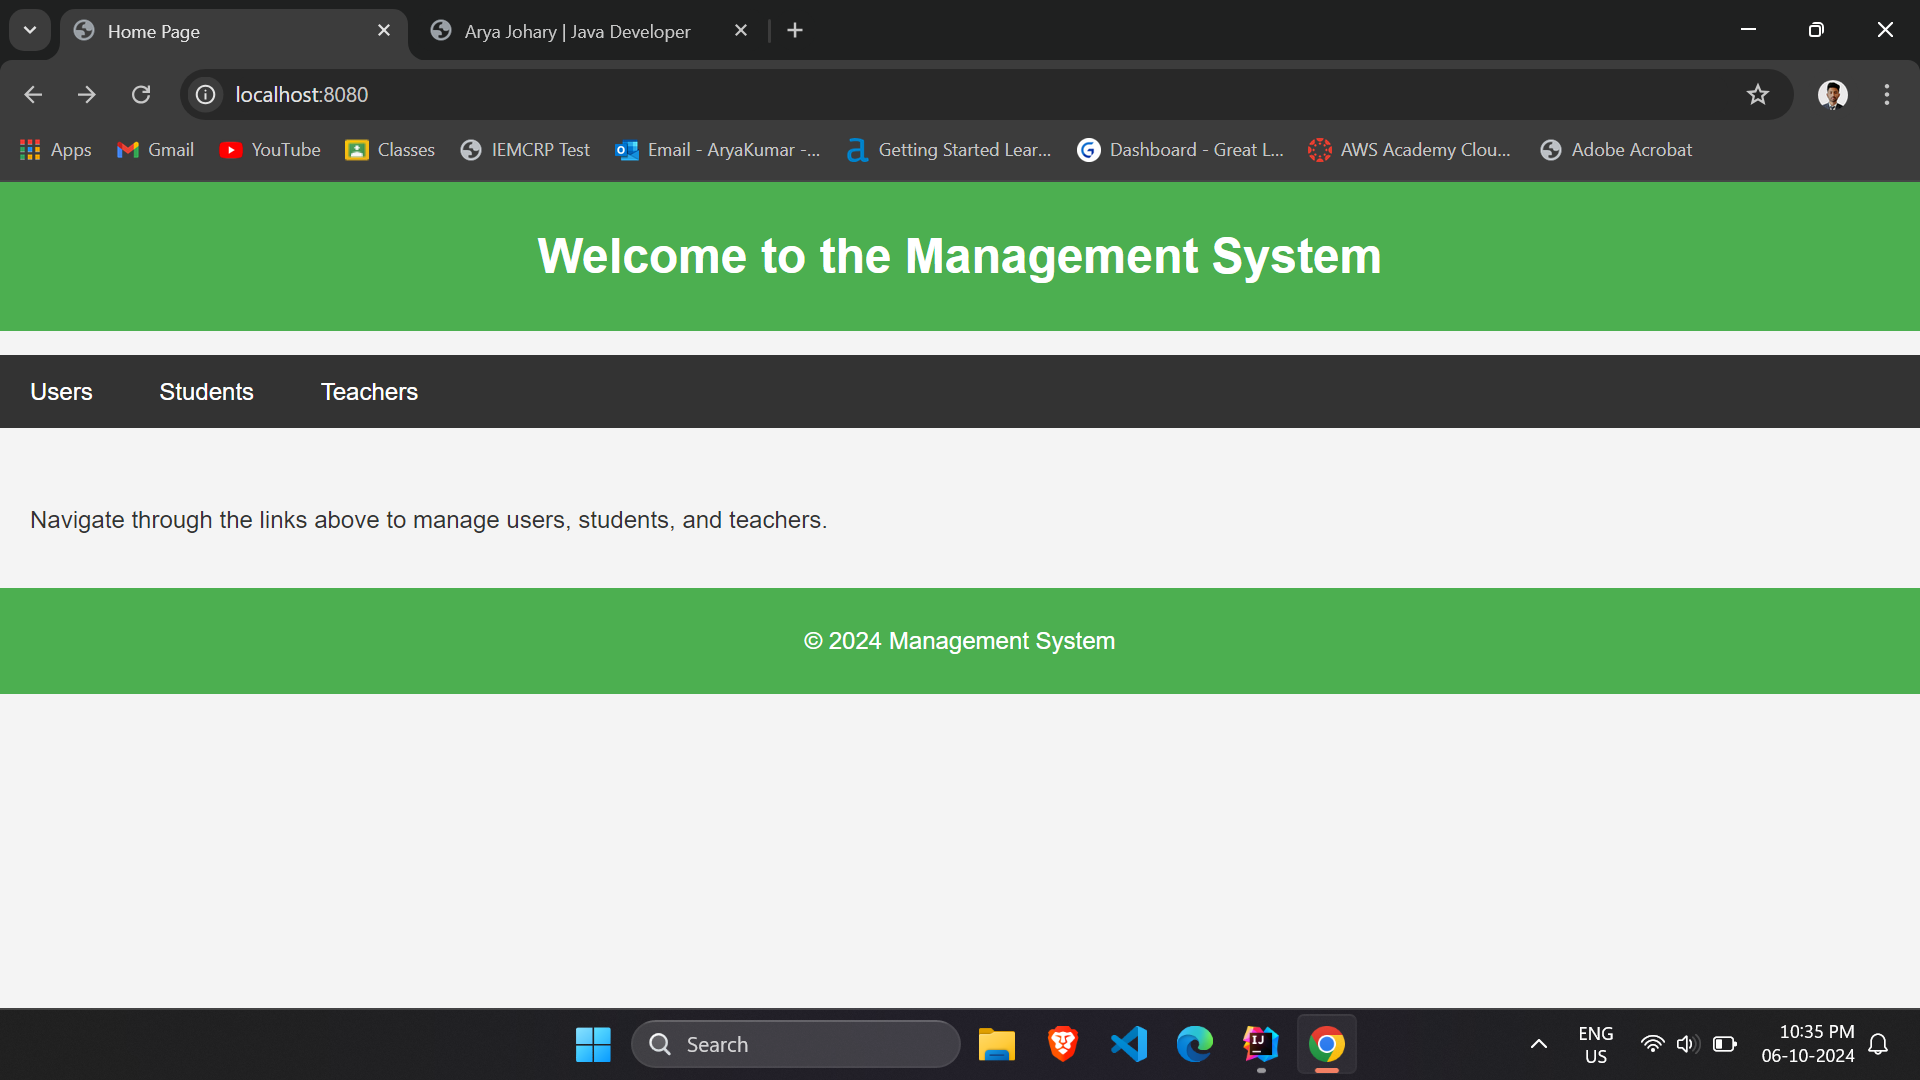 Home Page
Arya Johary | Java Developer
localhost:8080
Apps
Gmail
YouTube
Classes
IEMCRP Test
Email - AryaKumar -...
Getting Started Lear...
Dashboard - Great L...
AWS Academy Clou...
Adobe Acrobat
Welcome to the Management System
Users
Students
Teachers
Navigate through the links above to manage users, students, and teachers.
© 2024 Management System
Search
ENG
US
10:35 PM
06-10-2024